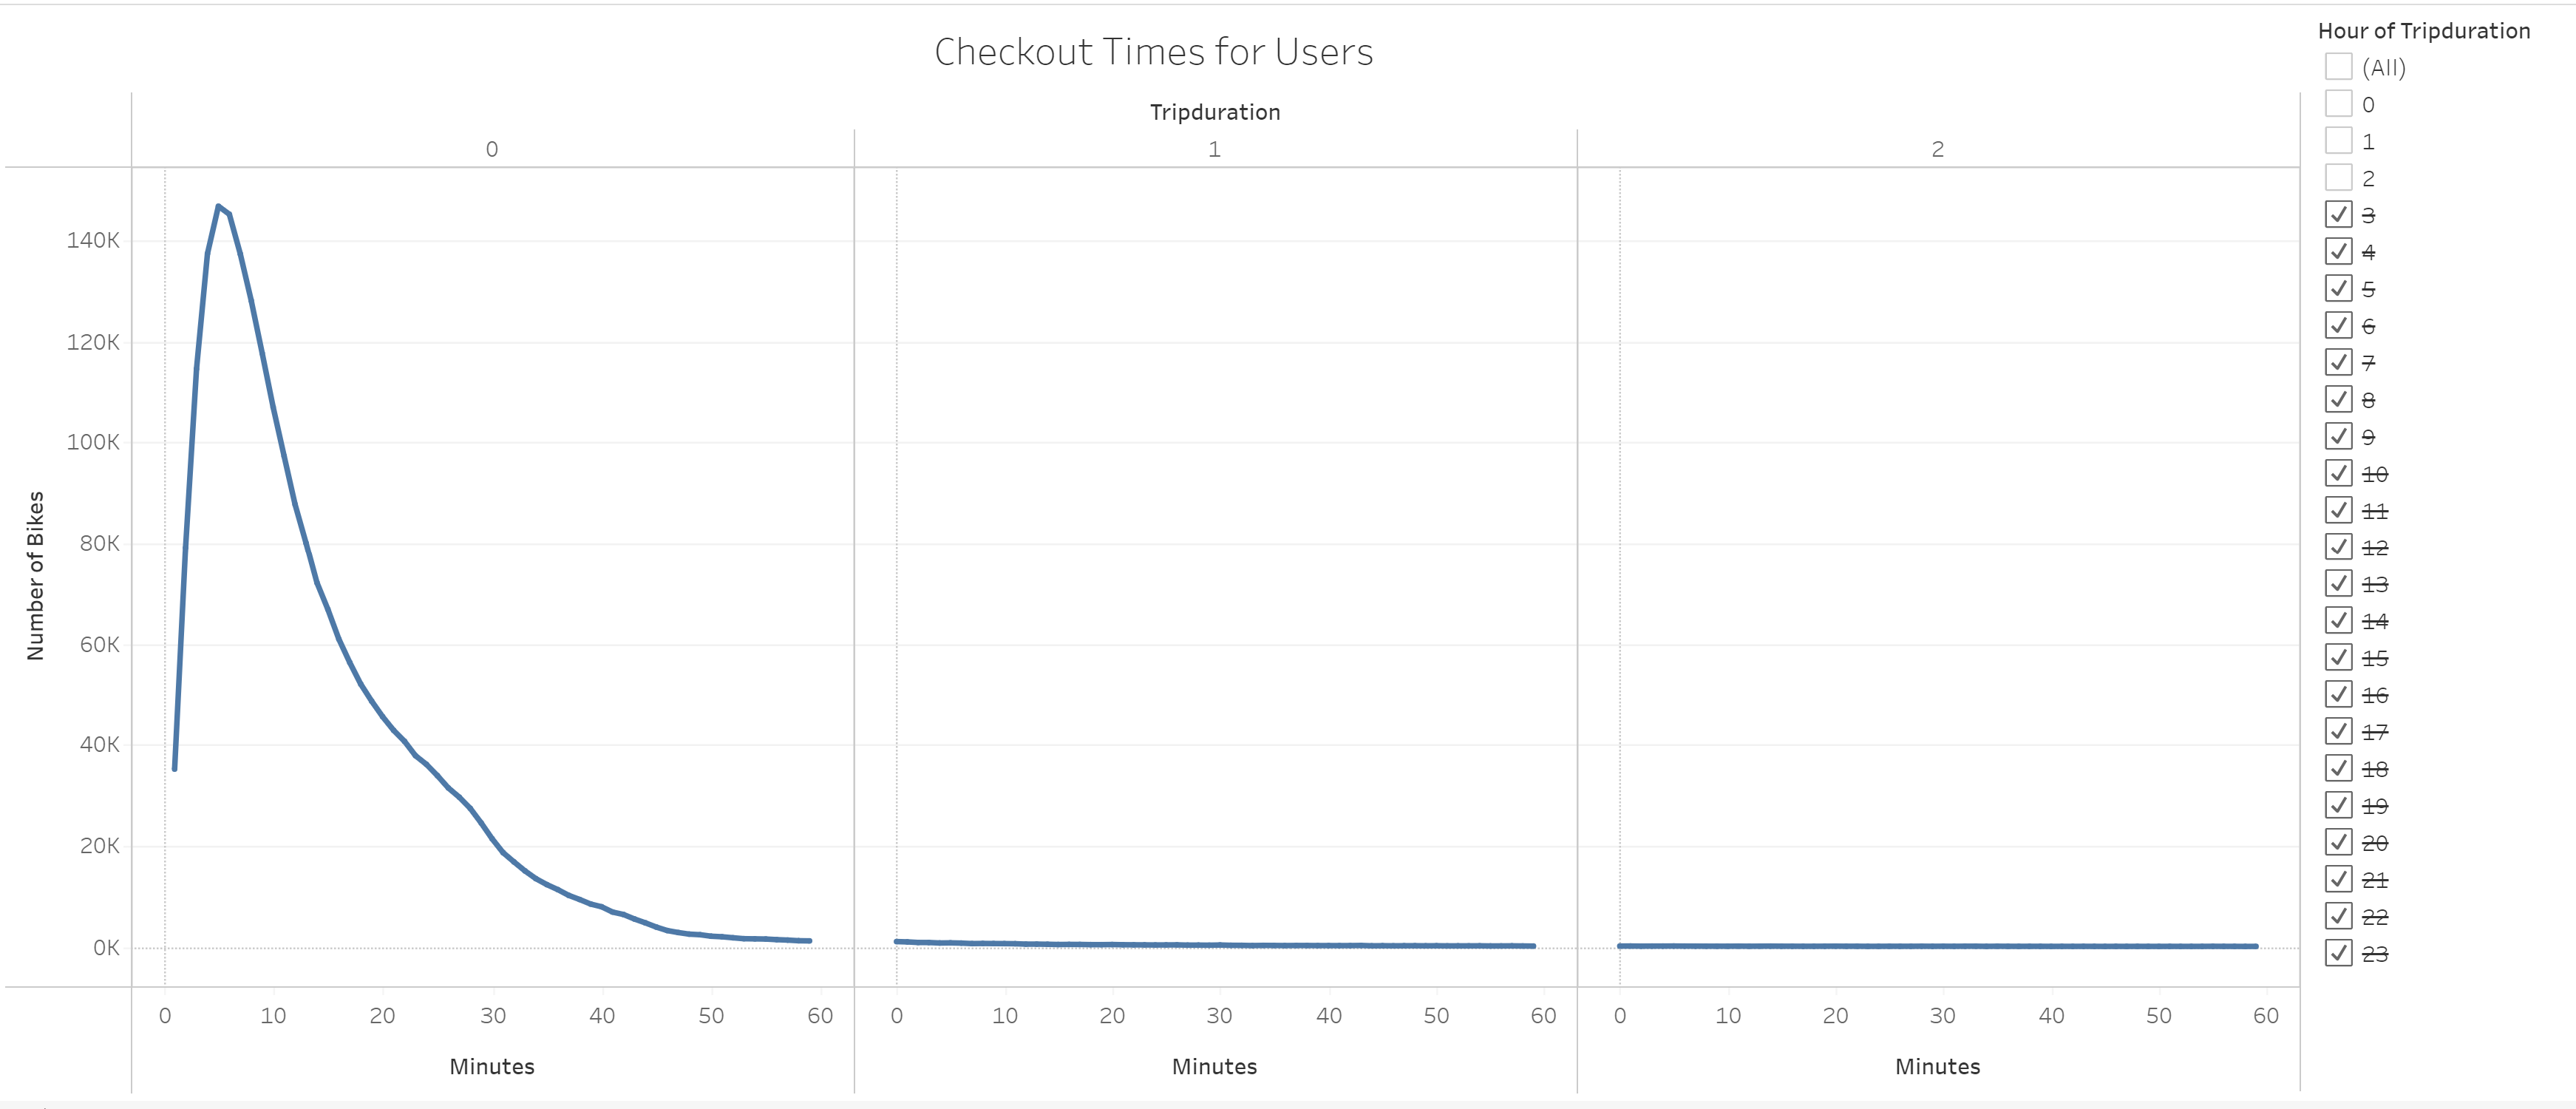 Checkout Times for Users
Tripduration
0 1 2
Number of Bikes
140K
120K
100K
80K
60K
40K
20K
0K
0 10 20 30 40 50 60 0 10 20 30 40 50 60 0 10 20 30 40 50 60
Minutes Minutes Minutes
Hour of Tripduration
(All)
0
1
2
3
4
5
6
7
8
9
10
11
12
13
14
15
16
17
18
19
20
21
22
23